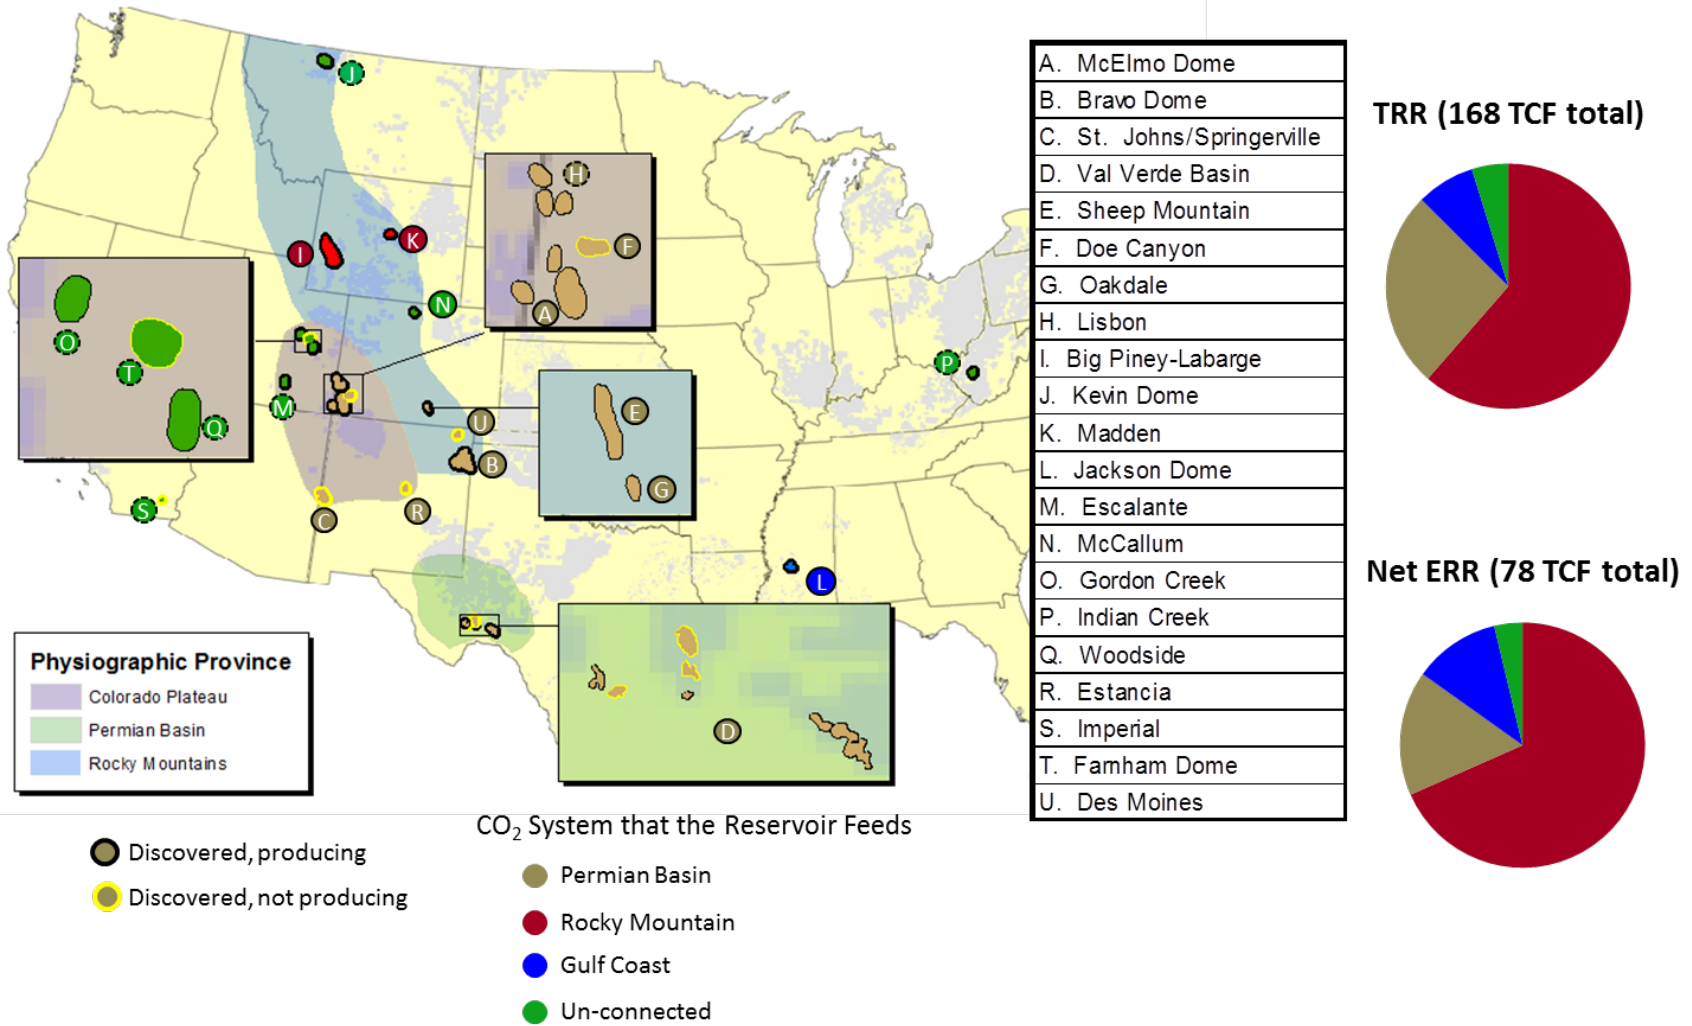 J
H
I
K
F
N
A
O
T
P
M
E
U
Q
B
G
S
R
C
L
D
A. McElmo Dome
B. Bravo Dome
C. St. Johns/Springerville
D. Val Verde Basin
E. Sheep Mountain
F. Doe Canyon
G. Oakdale
H. Lisbon
I. Big Piney-Labarge
J. Kevin Dome
K. Madden
L. Jackson Dome
M. Escalante
N. McCallum
O. Gordon Creek
P. Indian Creek
Q. Woodside
R. Estancia
S. Imperial
T. Farnham Dome
U. Des Moines
TRR (168 TCF total)
Net ERR (78 TCF total)
Physiographic Province
Colorado Plateau
Permian Basin
Rocky Mountains
Discovered, producing
Discovered, not producing
CO₂ System that the Reservoir Feeds
Permian Basin
Rocky Mountain
Gulf Coast
Un-connected